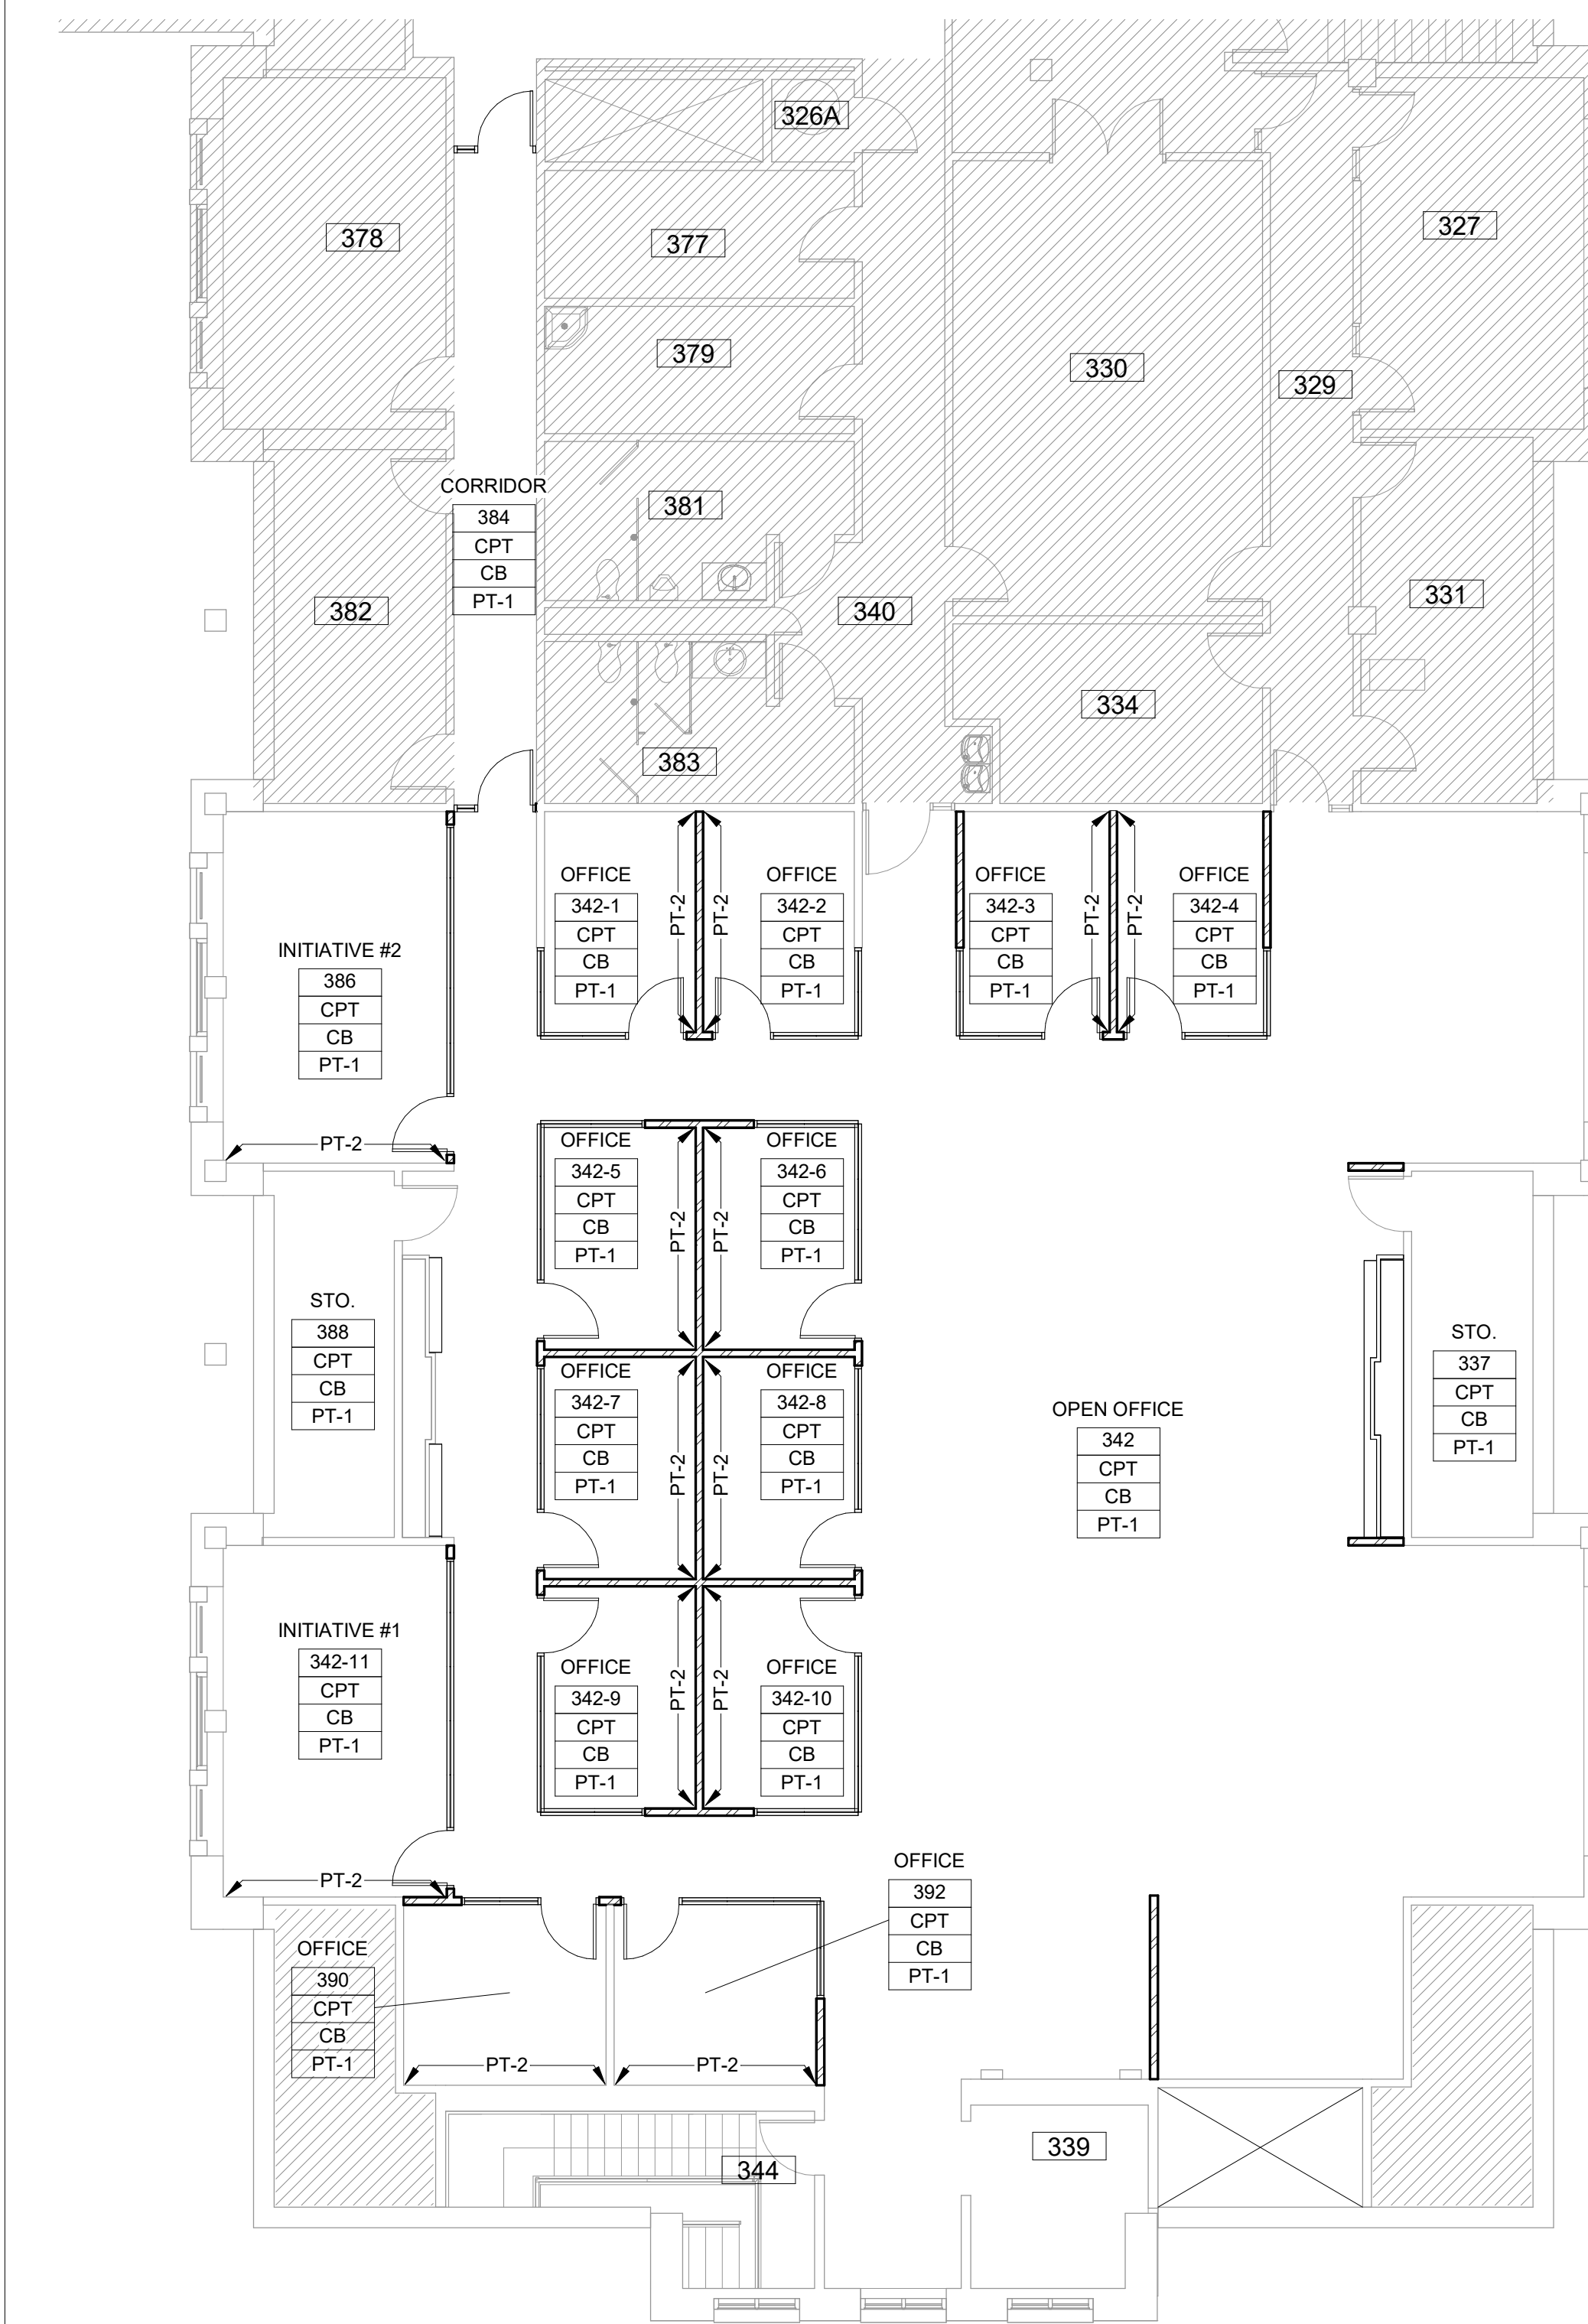 326A
378
377
327
379
330
329
CORRIDOR
384
CPT
CB
PT-1
381
382
340
331
334
383
OFFICE
342-1
CPT
CB
PT-1
PT-2
PT-2
OFFICE
342-2
CPT
CB
PT-1
OFFICE
342-3
CPT
CB
PT-1
PT-2
PT-2
OFFICE
342-4
CPT
CB
PT-1
INITIATIVE #2
386
CPT
CB
PT-1
PT-2
OFFICE
342-5
CPT
CB
PT-1
PT-2
PT-2
OFFICE
342-6
CPT
CB
PT-1
STO.
388
CPT
CB
PT-1
STO.
337
CPT
CB
PT-1
OFFICE
342-7
CPT
CB
PT-1
PT-2
PT-2
OFFICE
342-8
CPT
CB
PT-1
OPEN OFFICE
342
CPT
CB
PT-1
INITIATIVE #1
342-11
CPT
CB
PT-1
PT-2
OFFICE
342-9
CPT
CB
PT-1
PT-2
PT-2
OFFICE
342-10
CPT
CB
PT-1
OFFICE
392
CPT
CB
PT-1
OFFICE
390
CPT
CB
PT-1
PT-2
PT-2
339
344